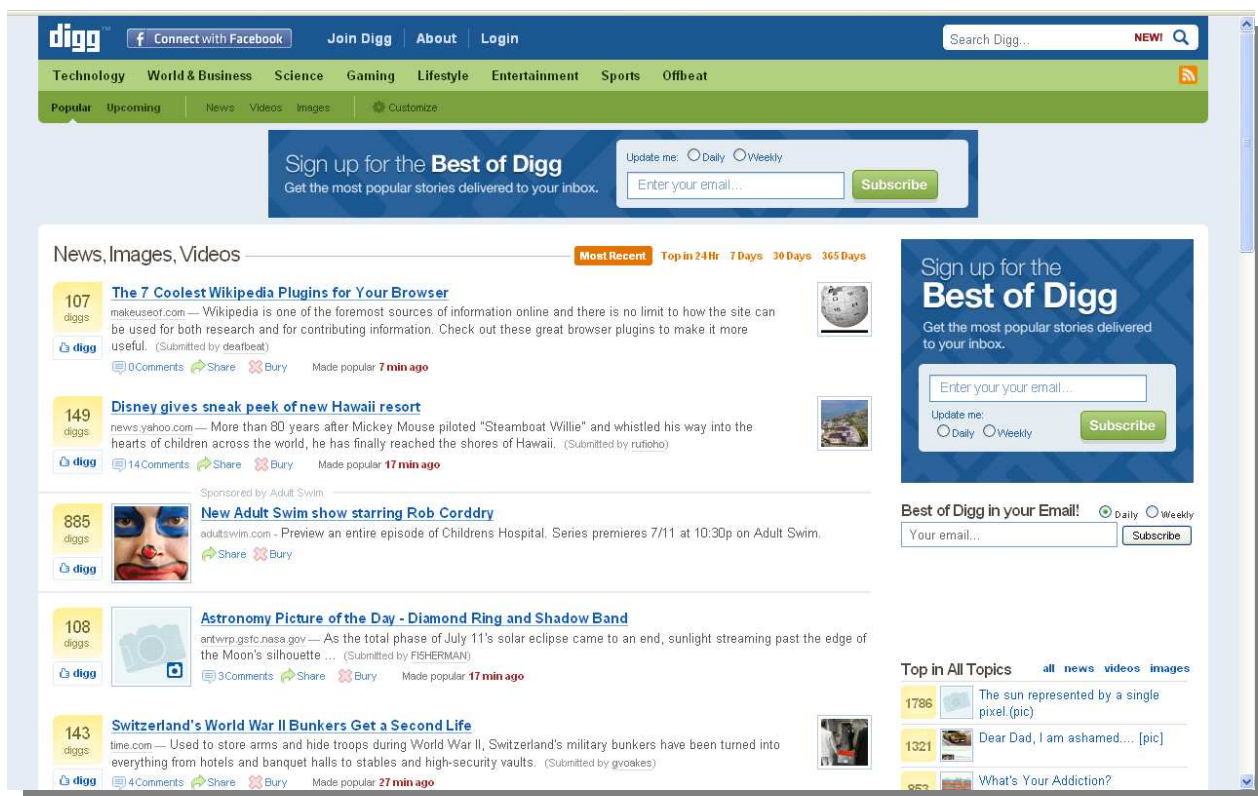 digg™ f Connect with Facebook Join Digg About Login Search Digg... NEW!
Technology World & Business Science Gaming Lifestyle Entertainment Sports Offbeat
Popular Upcoming News Videos Images Customize
Sign up for the Best of Digg
Get the most popular stories delivered to your inbox.
Update me: Daily Weekly
Enter your email... Subscribe
News, Images, Videos Most Recent Top in 24 Hr 7 Days 30 Days 365 Days
107 diggs
digg
The 7 Coolest Wikipedia Plugins for Your Browser
makeuseof.com — Wikipedia is one of the foremost sources of information online and there is no limit to how the site can
be used for both research and for contributing information. Check out these great browser plugins to make it more
useful. (Submitted by deafbeat)
0 Comments Share Bury Made popular 7 min ago
149 diggs
digg
Disney gives sneak peek of new Hawaii resort
news.yahoo.com — More than 80 years after Mickey Mouse piloted "Steamboat Willie" and whistled his way into the
hearts of children across the world, he has finally reached the shores of Hawaii. (Submitted by rufioho)
14 Comments Share Bury Made popular 17 min ago
Sponsored by Adult Swim
885 diggs
digg
New Adult Swim show starring Rob Corddry
adultswim.com - Preview an entire episode of Childrens Hospital. Series premieres 7/11 at 10:30p on Adult Swim.
Share Bury
108 diggs
digg
Astronomy Picture of the Day - Diamond Ring and Shadow Band
antwrp.gsfc.nasa.gov — As the total phase of July 11's solar eclipse came to an end, sunlight streaming past the edge of
the Moon's silhouette ... (Submitted by FISHERMAN)
3 Comments Share Bury Made popular 17 min ago
143 diggs
digg
Switzerland's World War II Bunkers Get a Second Life
time.com — Used to store arms and hide troops during World War II, Switzerland's military bunkers have been turned into
everything from hotels and banquet halls to stables and high-security vaults. (Submitted by gvoakes)
4 Comments Share Bury Made popular 27 min ago
Sign up for the
Best of Digg
Get the most popular stories delivered
to your inbox.
Enter your your email...
Update me:
Daily Weekly Subscribe
Best of Digg in your Email! Daily Weekly
Your email... Subscribe
Top in All Topics all news videos images
1786 The sun represented by a single
pixel.(pic)
1321 Dear Dad, I am ashamed.... [pic]
853 What's Your Addiction?